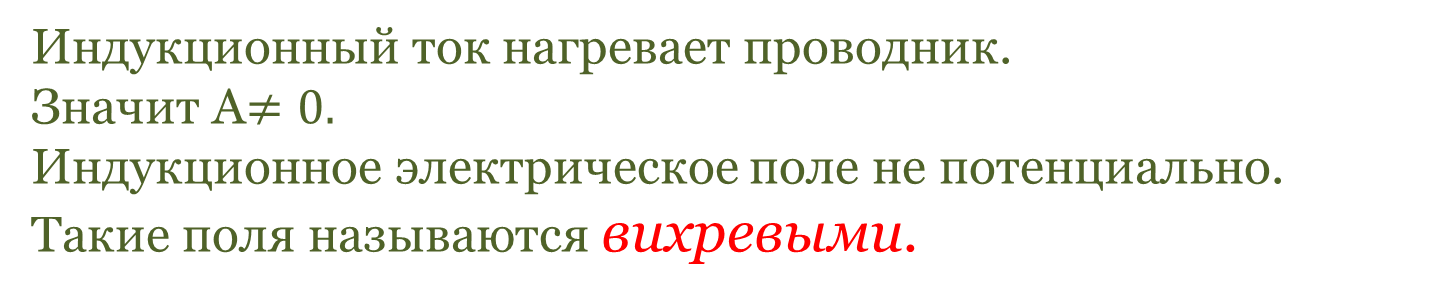 Индукционный ток нагревает проводник.
Значит А≠ 0.
Индукционное электрическое поле не потенциально.
Такие поля называются вихревыми.